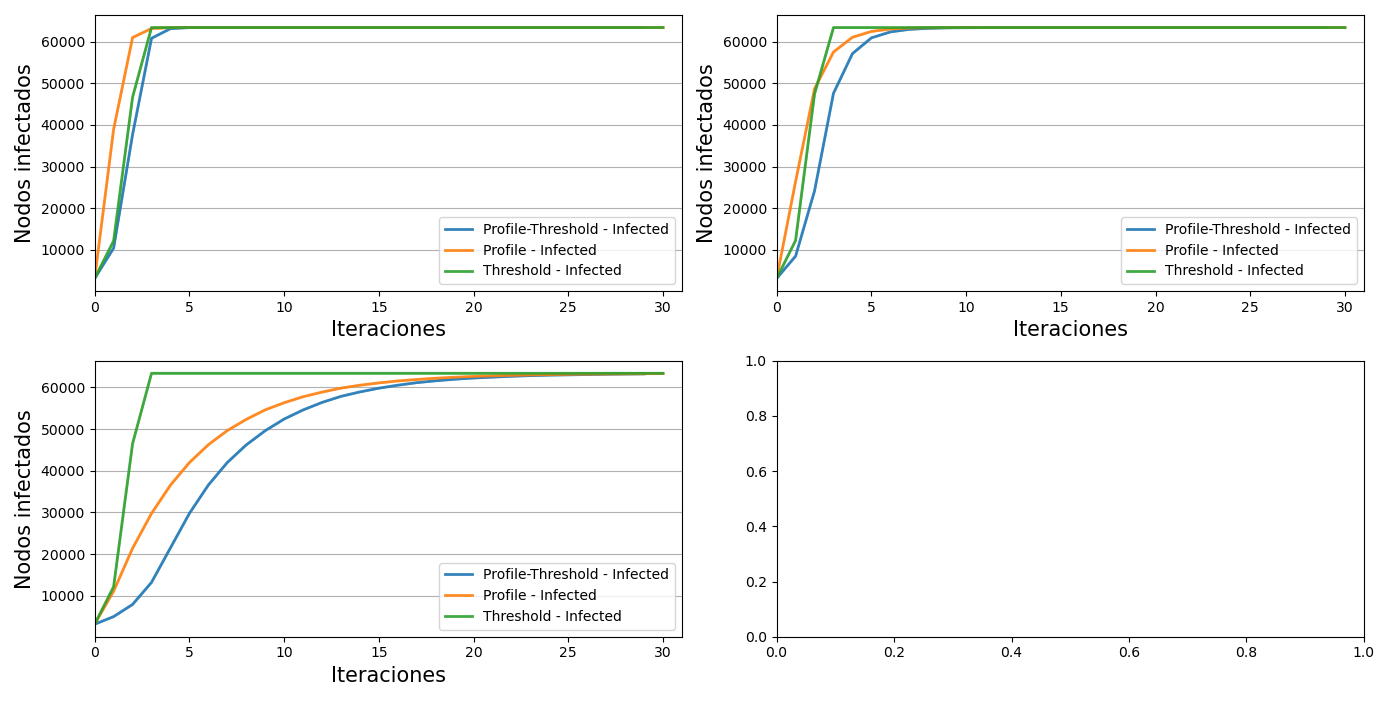 60000
50000
40000
30000
20000
10000
Nodos infectados
Profile-Threshold - Infected
Profile - Infected
Threshold - Infected
0 5 10 15 20 25 30
Iteraciones
60000
50000
40000
30000
20000
10000
Nodos infectados
Profile-Threshold - Infected
Profile - Infected
Threshold - Infected
0 5 10 15 20 25 30
Iteraciones
60000
50000
40000
30000
20000
10000
Nodos infectados
Profile-Threshold - Infected
Profile - Infected
Threshold - Infected
0 5 10 15 20 25 30
Iteraciones
1.0
0.8
0.6
0.4
0.2
0.0
0.0 0.2 0.4 0.6 0.8 1.0